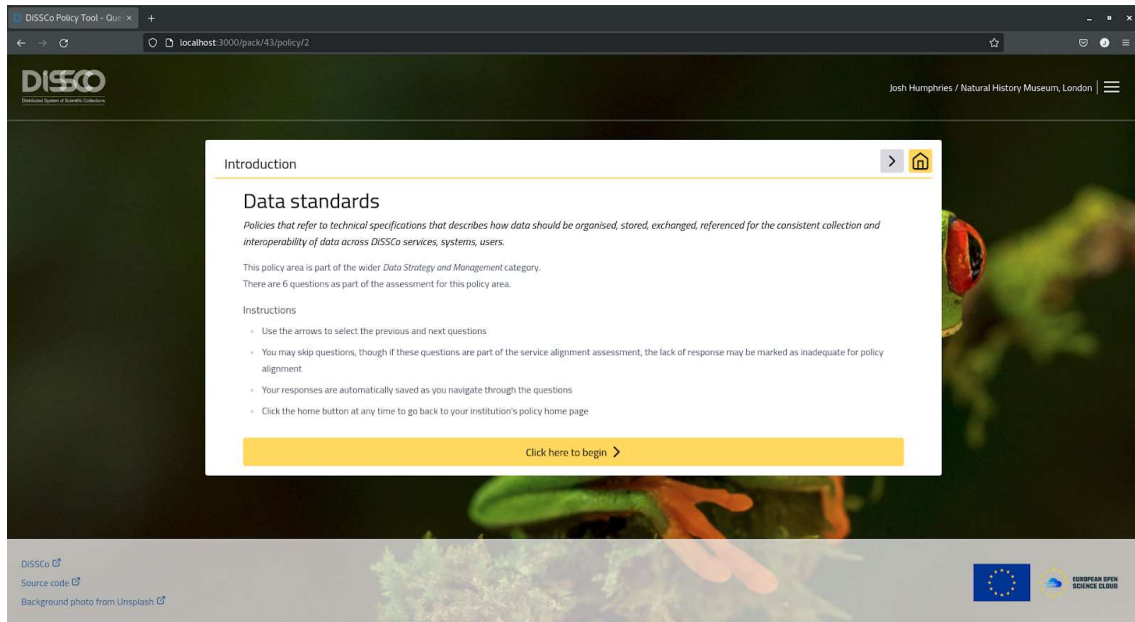 DiSSCo Policy Tool - Que
localhost:3000/pack/43/policy/2
DiSSCo
Distributed System of Scientific Collections
Josh Humphries / Natural History Museum, London
Introduction
Data standards
Policies that refer to technical specifications that describes how data should be organised, stored, exchanged, referenced for the consistent collection and
interoperability of data across DiSSCo services, systems, users.
This policy area is part of the wider Data Strategy and Management category.
There are 6 questions as part of the assessment for this policy area.
Instructions
Use the arrows to select the previous and next questions
You may skip questions, though if these questions are part of the service alignment assessment, the lack of response may be marked as inadequate for policy
alignment
Your responses are automatically saved as you navigate through the questions
Click the home button at any time to go back to your institution's policy home page
Click here to begin
DiSSCo
Source code
Background photo from Unsplash
EUROPEAN OPEN
SCIENCE CLOUD